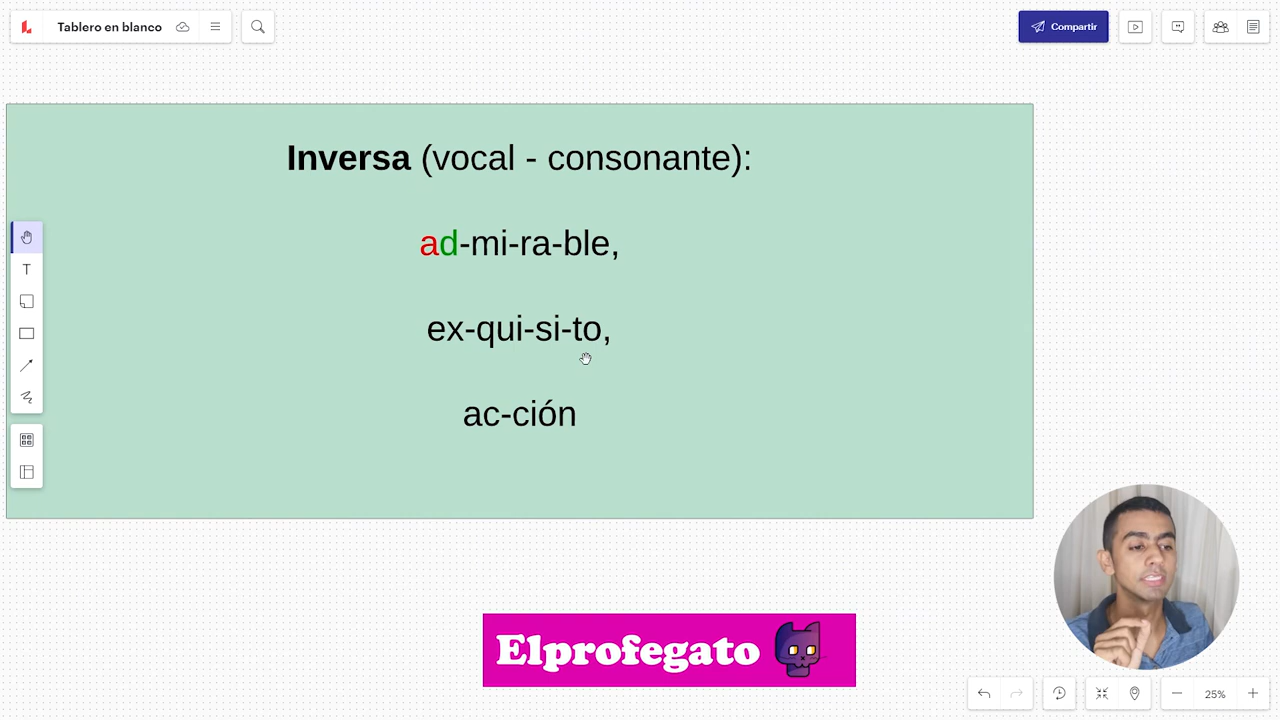 Tablero en blanco
Compartir
Inversa (vocal - consonante):
ad-mi-ra-ble,
ex-qui-si-to,
T
ac-ción
Elprofegato
25%